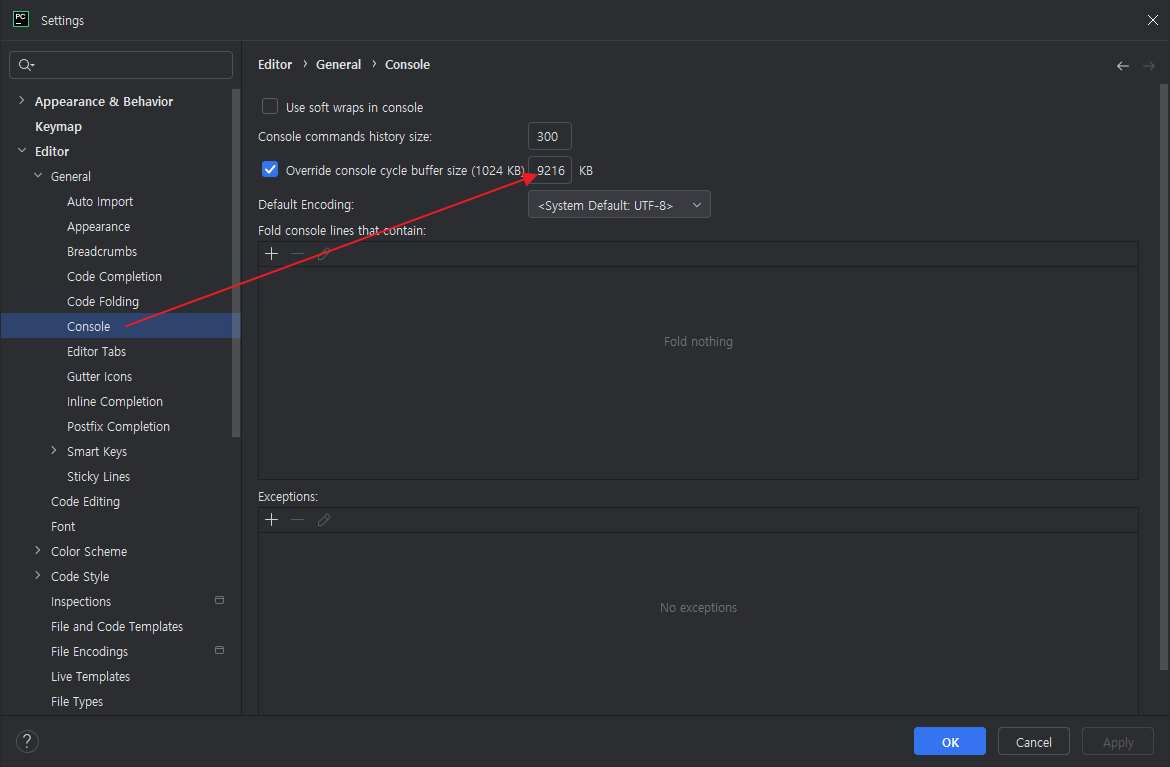 PC
Settings
Editor › General › Console
Appearance & Behavior
Keymap
Editor
General
Auto Import
Appearance
Breadcrumbs
Code Completion
Code Folding
Console
Editor Tabs
Gutter Icons
Inline Completion
Postfix Completion
Smart Keys
Sticky Lines
Code Editing
Font
Color Scheme
Code Style
Inspections
File and Code Templates
File Encodings
Live Templates
File Types
Use soft wraps in console
Console commands history size: 300
Override console cycle buffer size (1024 KB) 9216 KB
Default Encoding: <System Default: UTF-8>
Fold console lines that contain:
Fold nothing
Exceptions:
No exceptions
?
OK Cancel Apply